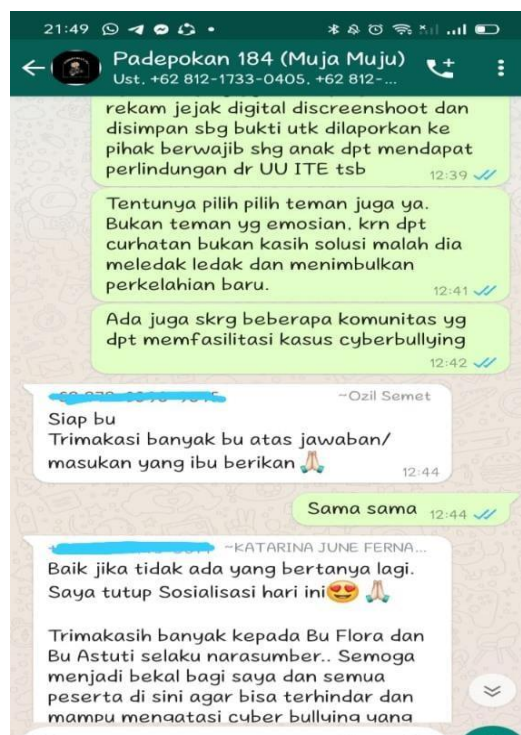 21:49
Padepokan 184 (Muja Muju)
Ust, +62 812-1733-0405, +62 812-...
rekam jejak digital discreenshoot dan
disimpan sbg bukti utk dilaporkan ke
pihak berwajib shg anak dpt mendapat
perlindungan dr UU ITE tsb
12:39
Tentunya pilih pilih teman juga ya.
Bukan teman yg emosian, krn dpt
curhatan bukan kasih solusi malah dia
meledak ledak dan menimbulkan
perkelahian baru.
12:41
Ada juga skrg beberapa komunitas yg
dpt memfasilitasi kasus cyberbullying
12:42
~Ozil Semet
Siap bu
Trimakasi banyak bu atas jawaban/
masukan yang ibu berikan 🙏🏻
12:44
Sama sama 12:44
~KATARINA JUNE FERNA...
Baik jika tidak ada yang bertanya lagi.
Saya tutup Sosialisasi hari ini😍 🙏🏻
Trimakasih banyak kepada Bu Flora dan
Bu Astuti selaku narasumber.. Semoga
menjadi bekal bagi saya dan semua
peserta di sini agar bisa terhindar dan
mampu mengatasi cyber bullying yang